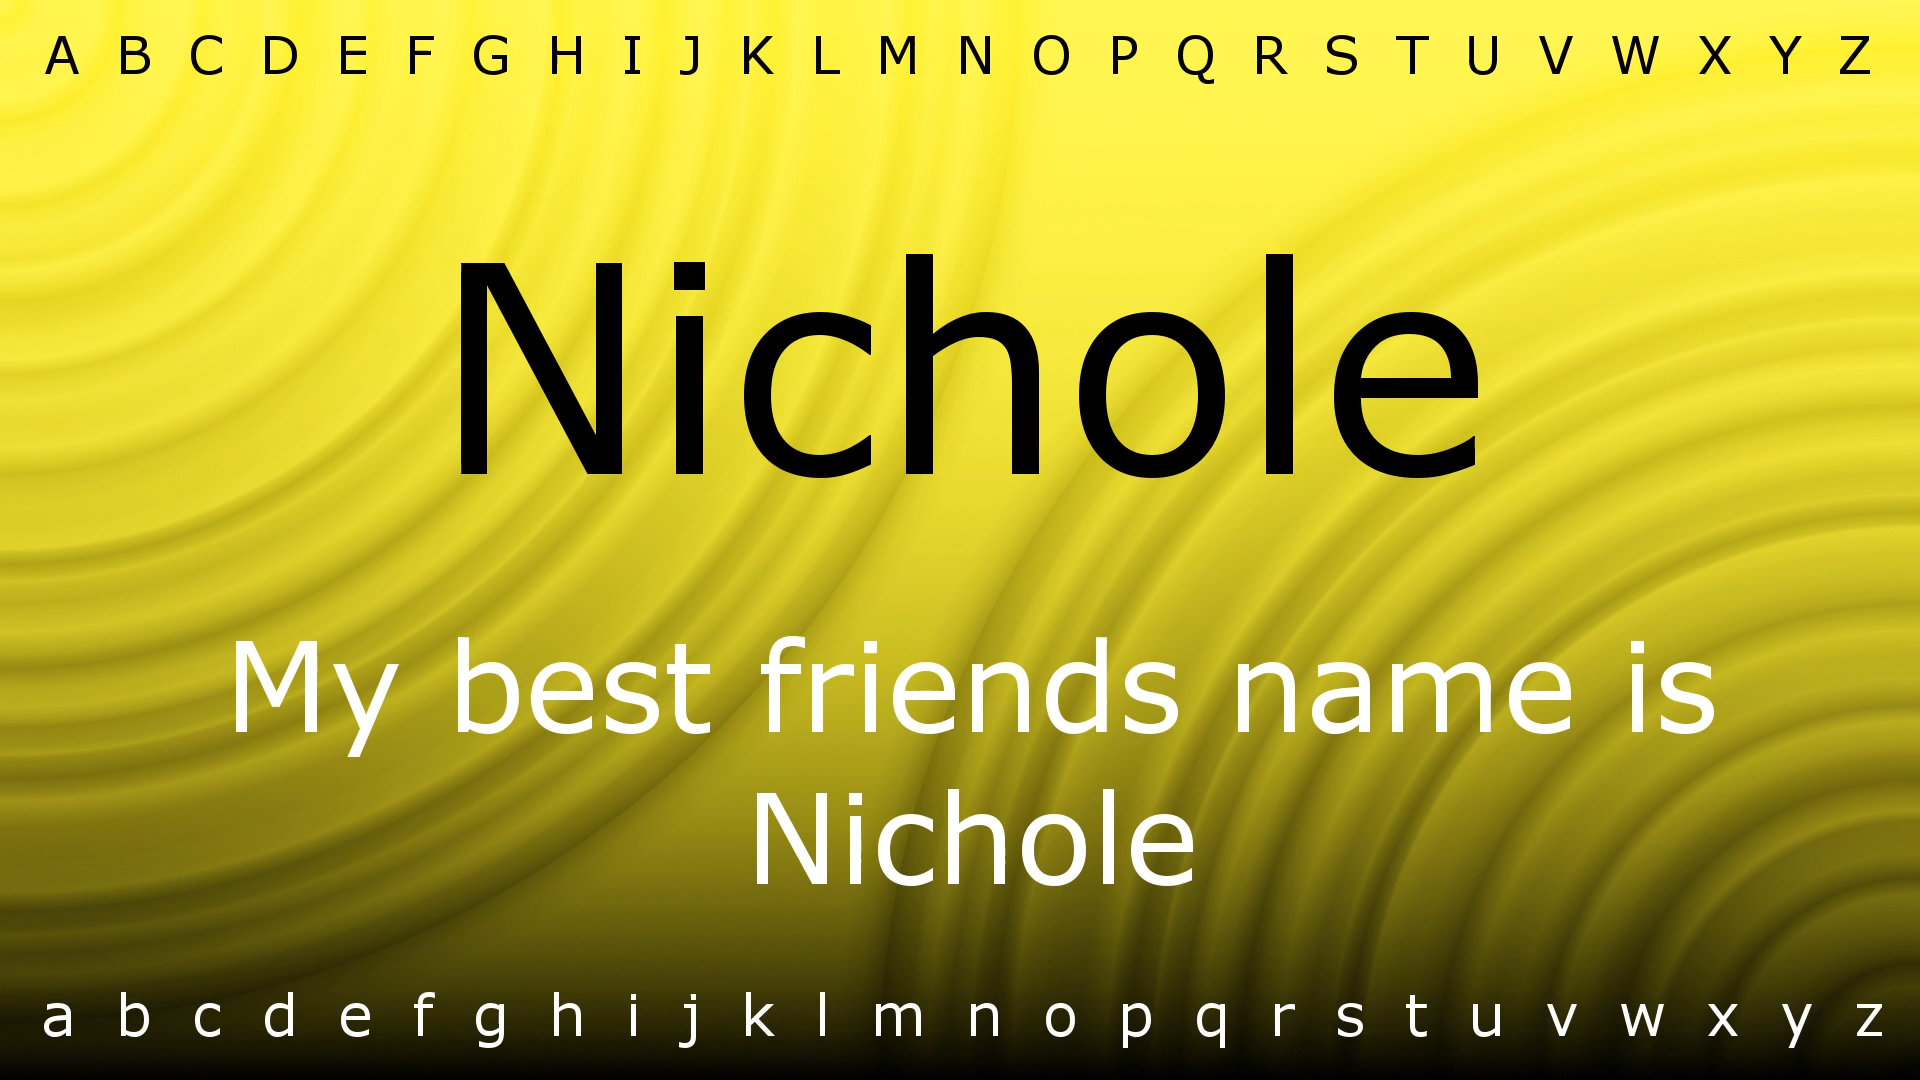 A B C D E F G H I J K L M N O P Q R S T U V W X Y Z
Nichole
My best friends name is
Nichole
a b c d e f g h i j k l m n o p q r s t u v w x y z